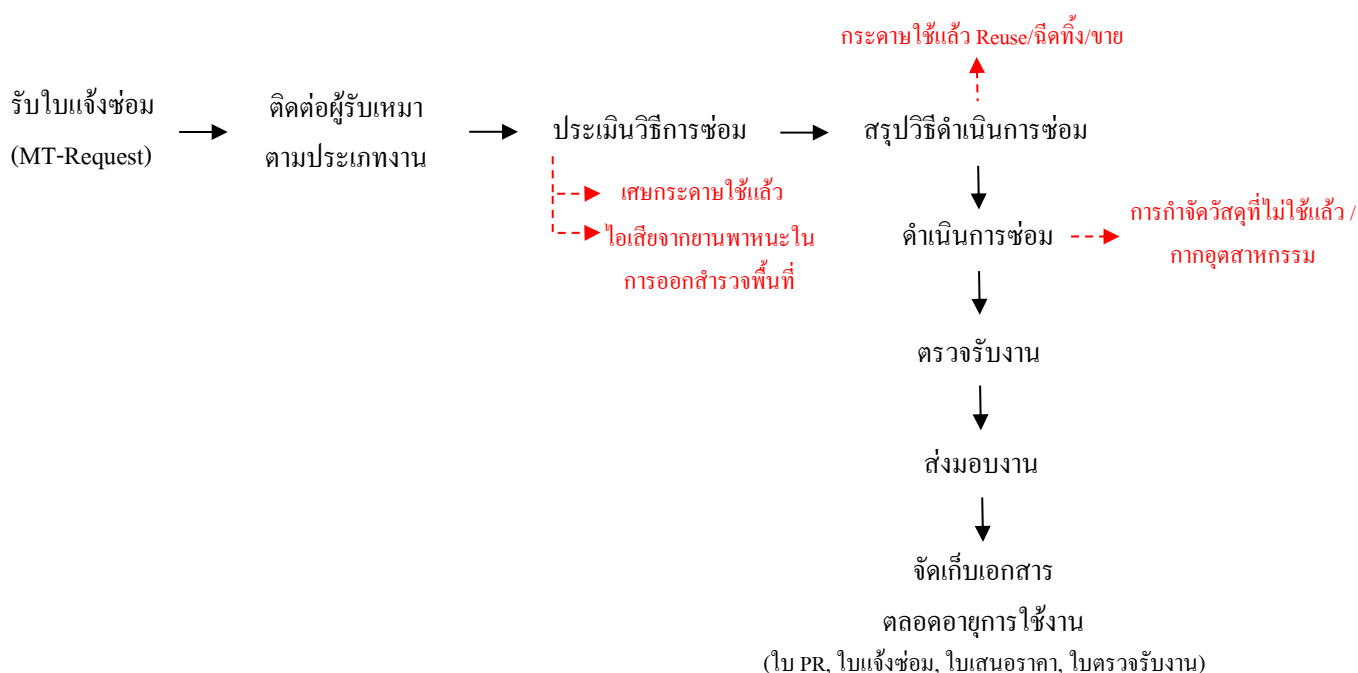 กระดาษใช้แล้ว Reuse/ฉีดทิ้ง/ขาย
รับใบแจ้งซ่อม
(MT-Request)
ติดต่อผู้รับเหมา
ตามประเภทงาน
ประเมินวิธีการซ่อม
สรุปวิธีดำเนินการซ่อม
เศษกระดาษใช้แล้ว
ไอเสียจากยานพาหนะใน
การออกสำรวจพื้นที่
ดำเนินการซ่อม
การกำจัดวัสดุที่ไม่ใช้แล้ว /
กากอุตสาหกรรม
ตรวจรับงาน
ส่งมอบงาน
จัดเก็บเอกสาร
ตลอดอายุการใช้งาน
(ใบ PR, ใบแจ้งซ่อม, ใบเสนอราคา, ใบตรวจรับงาน)